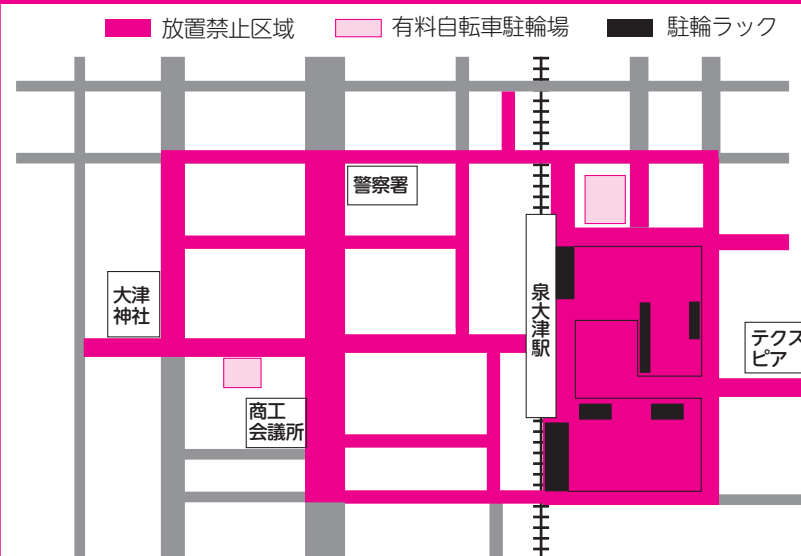 放置禁止区域
有料自転車駐輪場
駐輪ラック
警察署
大津
神社
泉大津駅
テクス
ピア
商工
会議所